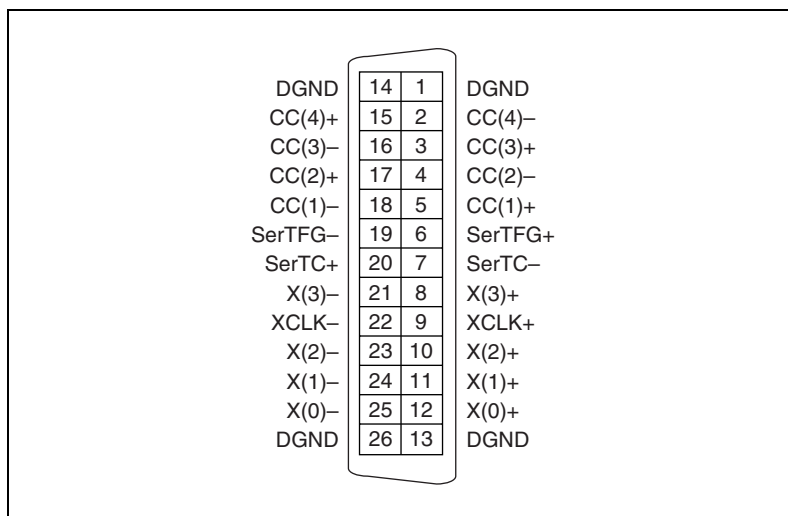 DGND 14 1 DGND
CC(4)+ 15 2 CC(4)–
CC(3)– 16 3 CC(3)+
CC(2)+ 17 4 CC(2)–
CC(1)– 18 5 CC(1)+
SerTFG– 19 6 SerTFG+
SerTC+ 20 7 SerTC–
X(3)– 21 8 X(3)+
XCLK– 22 9 XCLK+
X(2)– 23 10 X(2)+
X(1)– 24 11 X(1)+
X(0)– 25 12 X(0)+
DGND 26 13 DGND